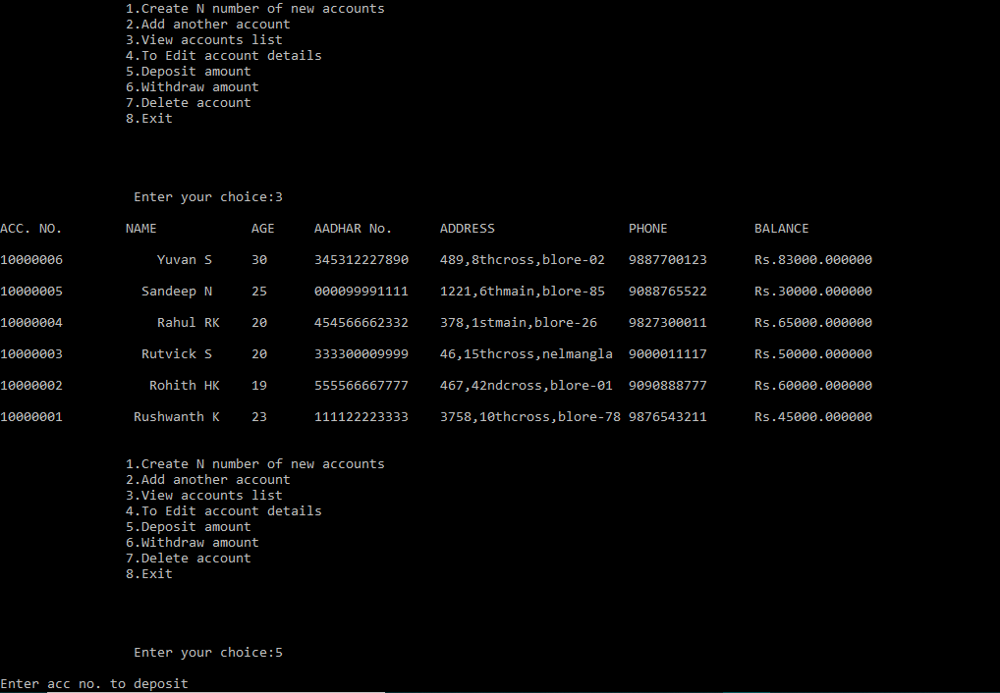 1.Create N number of new accounts
2.Add another account
3.View accounts list
4.To Edit account details
5.Deposit amount
6.Withdraw amount
7.Delete account
8.Exit
Enter your choice:3
ACC. NO. NAME AGE AADHAR No. ADDRESS PHONE BALANCE
10000006 Yuvan S 30 345312227890 489,8thcross,blore-02 9887700123 Rs.83000.000000
10000005 Sandeep N 25 000099991111 1221,6thmain,blore-85 9088765522 Rs.30000.000000
10000004 Rahul RK 20 454566662332 378,1stmain,blore-26 9827300011 Rs.65000.000000
10000003 Rutvick S 20 333300009999 46,15thcross,nelmangla 9000011117 Rs.50000.000000
10000002 Rohith HK 19 555566667777 467,42ndcross,blore-01 9090888777 Rs.60000.000000
10000001 Rushwanth K 23 111122223333 3758,10thcross,blore-78 9876543211 Rs.45000.000000
1.Create N number of new accounts
2.Add another account
3.View accounts list
4.To Edit account details
5.Deposit amount
6.Withdraw amount
7.Delete account
8.Exit
Enter your choice:5
Enter acc no. to deposit